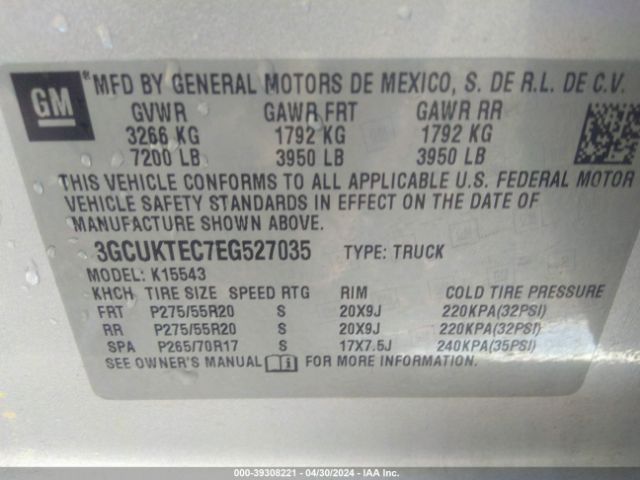 GM ® MFD BY GENERAL MOTORS DE MEXICO, S. DE R.L. DE C.V.
GVWR GAWR FRT GAWR RR
3266 KG 1792 KG 1792 KG
7200 LB 3950 LB 3950 LB
THIS VEHICLE CONFORMS TO ALL APPLICABLE U.S. FEDERAL MOTOR
VEHICLE SAFETY STANDARDS IN EFFECT ON THE DATE OF
MANUFACTURE SHOWN ABOVE.
3GCUKTEC7EG527035 TYPE: TRUCK
MODEL: K15543
KHCH TIRE SIZE SPEED RTG RIM COLD TIRE PRESSURE
FRT P275/55R20 S 20X9J 220KPA(32PSI)
RR P275/55R20 S 20X9J 220KPA(32PSI)
SPA P265/70R17 S 17X7.5J 240KPA(35PSI)
SEE OWNER'S MANUAL i FOR MORE INFORMATION.
000-39308221 - 04/30/2024 - IAA Inc.